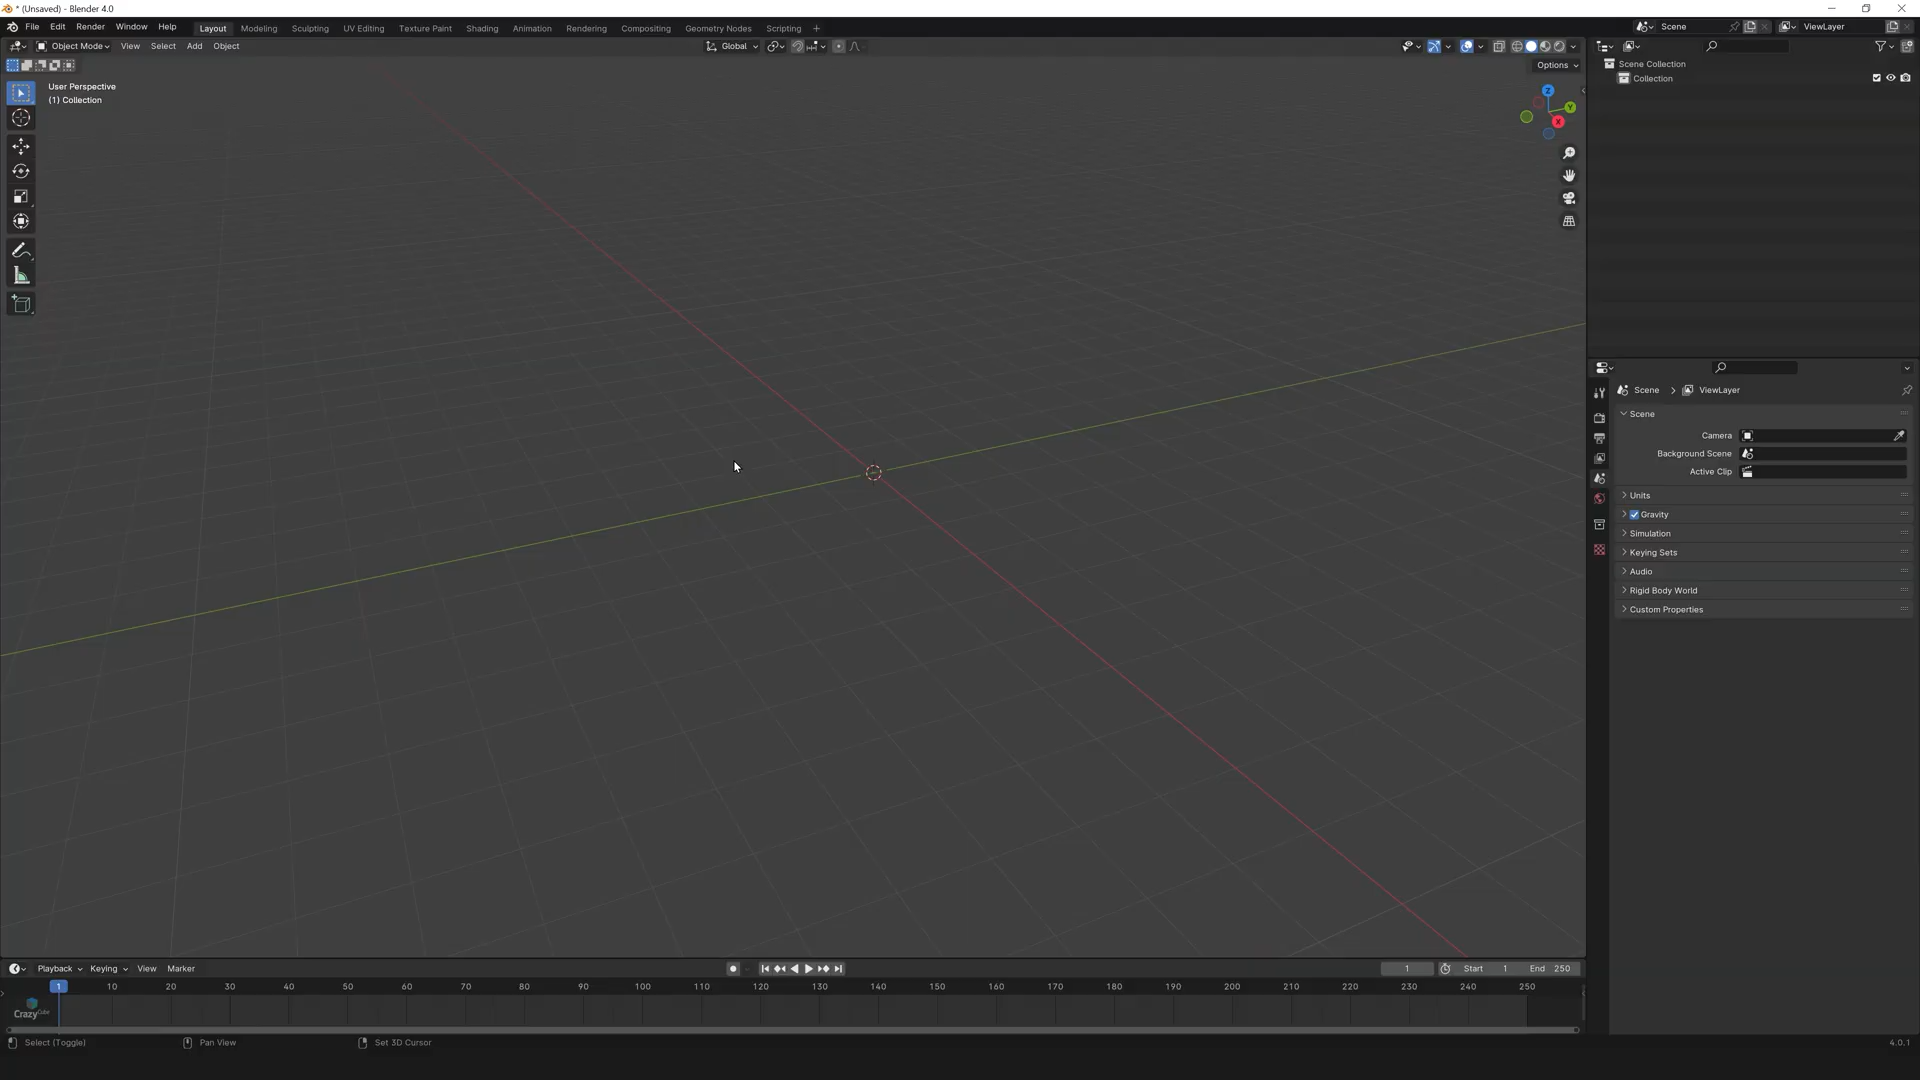 * (Unsaved) - Blender 4.0
File Edit Render Window Help Layout Modeling Sculpting UV Editing Texture Paint Shading Animation Rendering Compositing Geometry Nodes Scripting + Scene ViewLayer
Object Mode View Select Add Object Global
Options
User Perspective
(1) Collection
Z
Y
X
Scene Collection
Collection
Scene > ViewLayer
Scene
Camera
Background Scene
Active Clip
Units
Gravity
Simulation
Keying Sets
Audio
Rigid Body World
Custom Properties
Playback Keying View Marker 1 Start 1 End 250
1 10 20 30 40 50 60 70 80 90 100 110 120 130 140 150 160 170 180 190 200 210 220 230 240 250
CrazyCube
Select (Toggle) Pan View Set 3D Cursor 4.0.1